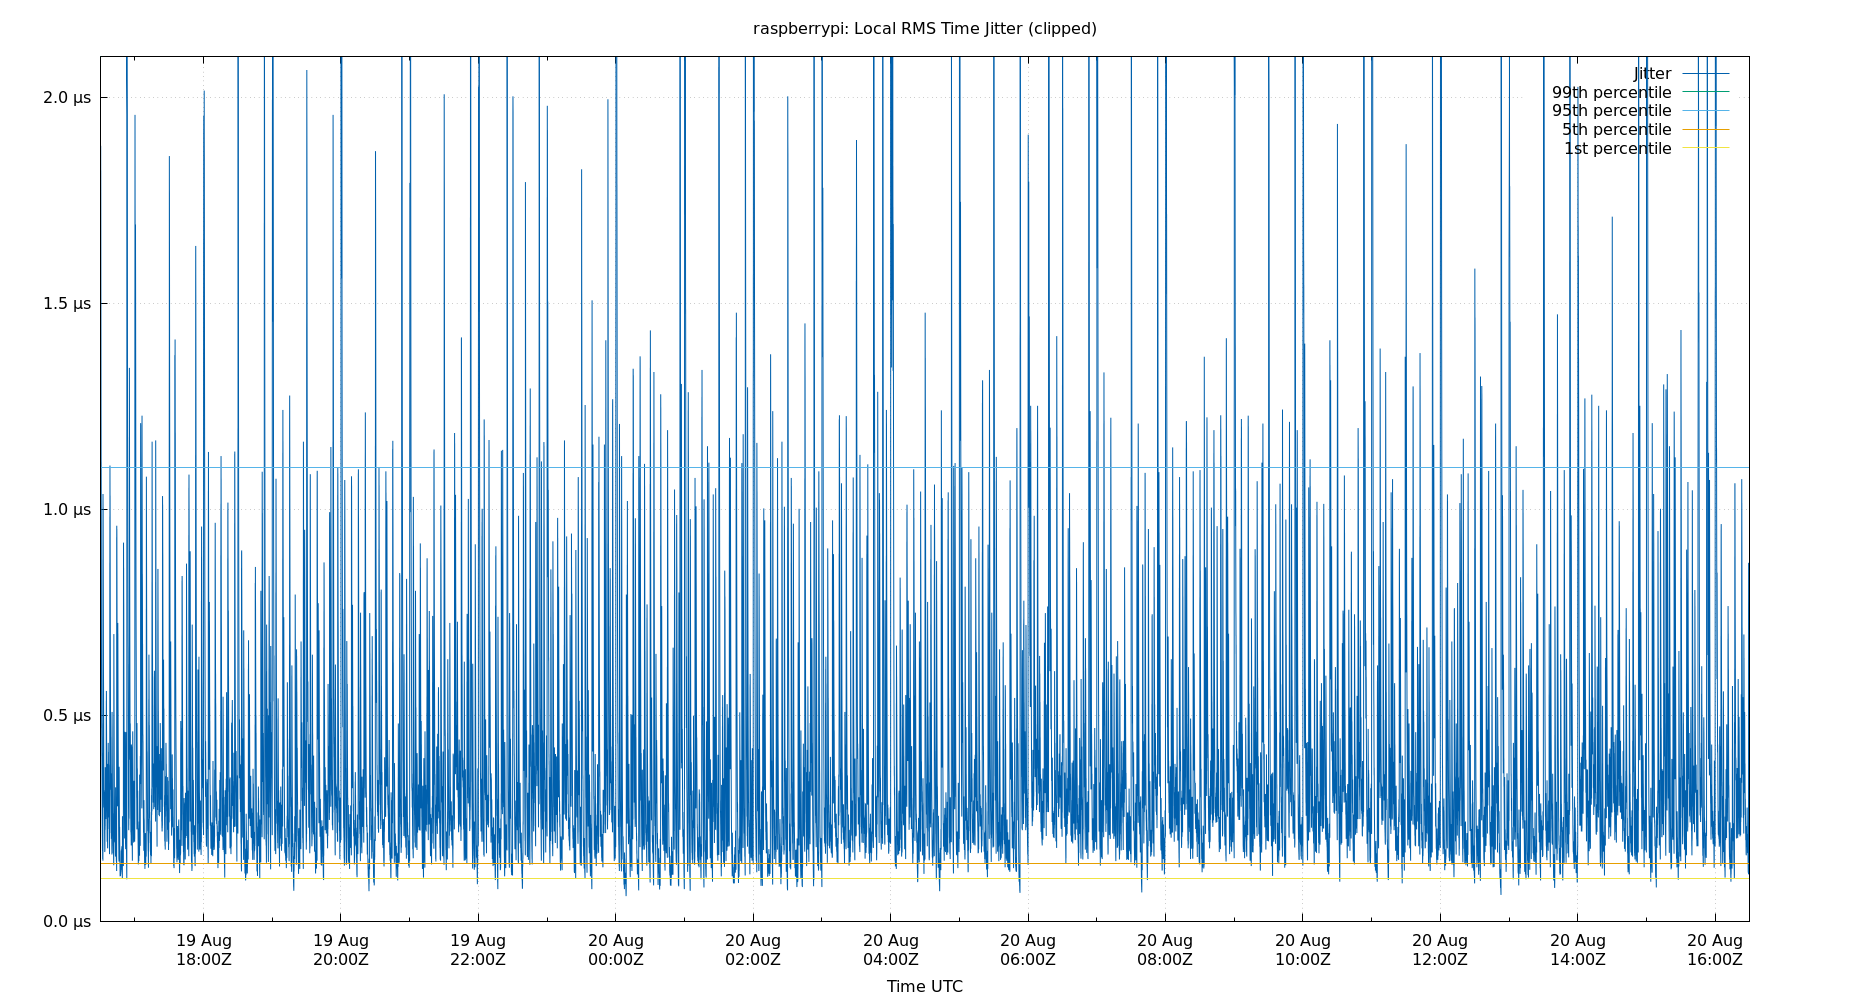 raspberrypi: Local RMS Time Jitter (clipped)
Jitter
99th percentile
95th percentile
5th percentile
1st percentile
2.0 µs
1.5 µs
1.0 µs
0.5 µs
0.0 µs
19 Aug 19 Aug 19 Aug 20 Aug 20 Aug 20 Aug 20 Aug 20 Aug 20 Aug 20 Aug 20 Aug 20 Aug
18:00Z 20:00Z 22:00Z 00:00Z 02:00Z 04:00Z 06:00Z 08:00Z 10:00Z 12:00Z 14:00Z 16:00Z
Time UTC